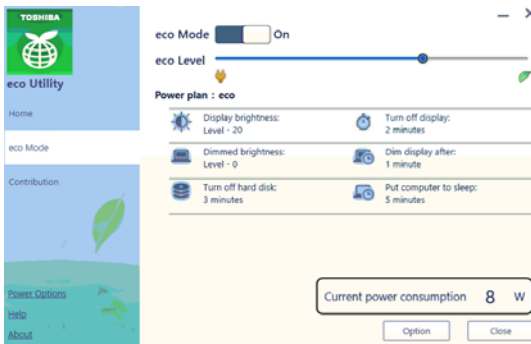 TOSHIBA
eco Utility
Home
eco Mode
Contribution
Power Options
Help
About
eco Mode On
eco Level
Power plan : eco
Display brightness:
Level - 20
Turn off display:
2 minutes
Dimmed brightness:
Level - 0
Dim display after:
1 minute
Turn off hard disk:
3 minutes
Put computer to sleep:
5 minutes
Current power consumption 8 W
Option Close